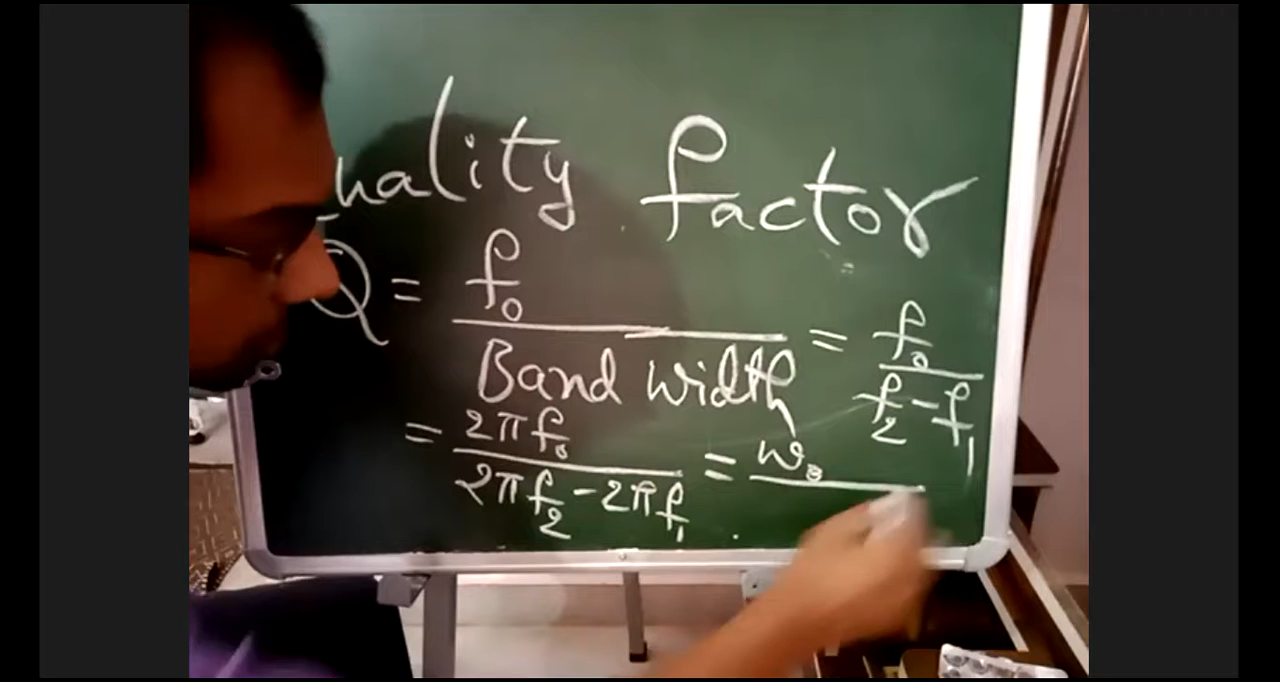 uality factor
Q = f₀ / Band width = f₀ / f₂ - f₁
= 2πf₀ / 2πf₂ - 2πf₁ = ω₀